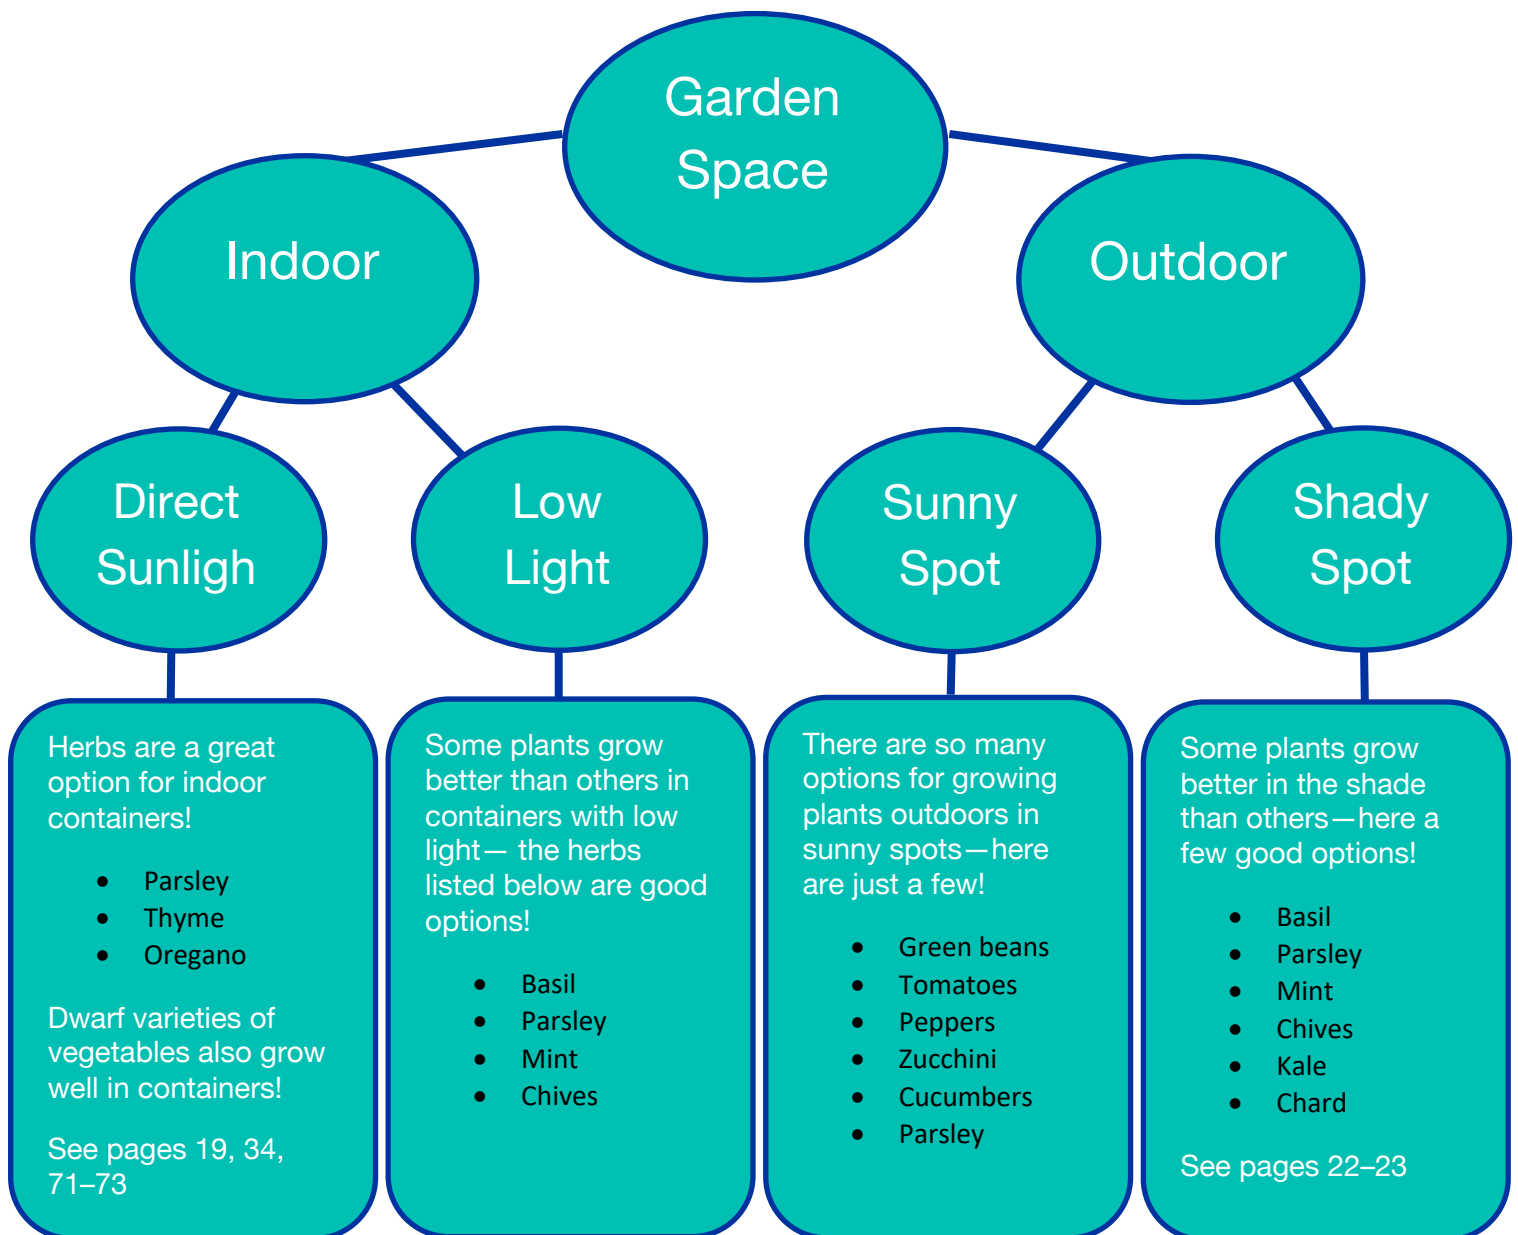 Garden
Space
Indoor
Outdoor
Direct
Sunligh
Low
Light
Sunny
Spot
Shady
Spot
Herbs are a great
option for indoor
containers!
• Parsley
• Thyme
• Oregano
Dwarf varieties of
vegetables also grow
well in containers!
See pages 19, 34,
71–73
Some plants grow
better than others in
containers with low
light— the herbs
listed below are good
options!
• Basil
• Parsley
• Mint
• Chives
There are so many
options for growing
plants outdoors in
sunny spots—here
are just a few!
• Green beans
• Tomatoes
• Peppers
• Zucchini
• Cucumbers
• Parsley
Some plants grow
better in the shade
than others—here a
few good options!
• Basil
• Parsley
• Mint
• Chives
• Kale
• Chard
See pages 22–23